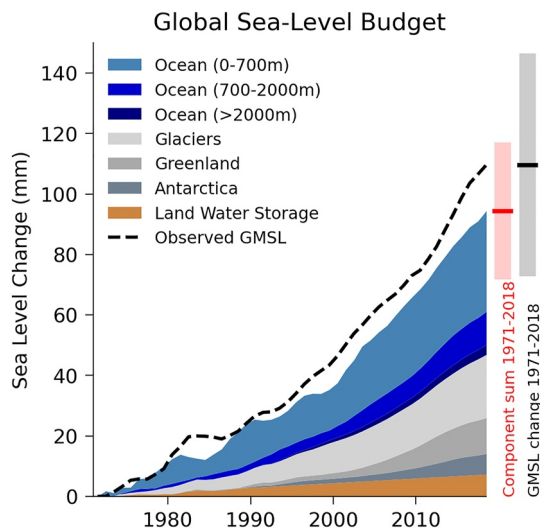 Global Sea-Level Budget
Sea Level Change (mm)
140
120
100
80
60
40
20
0
Ocean (0-700m)
Ocean (700-2000m)
Ocean (>2000m)
Glaciers
Greenland
Antarctica
Land Water Storage
Observed GMSL
1980
1990
2000
2010
Component sum 1971-2018
GMSL change 1971-2018